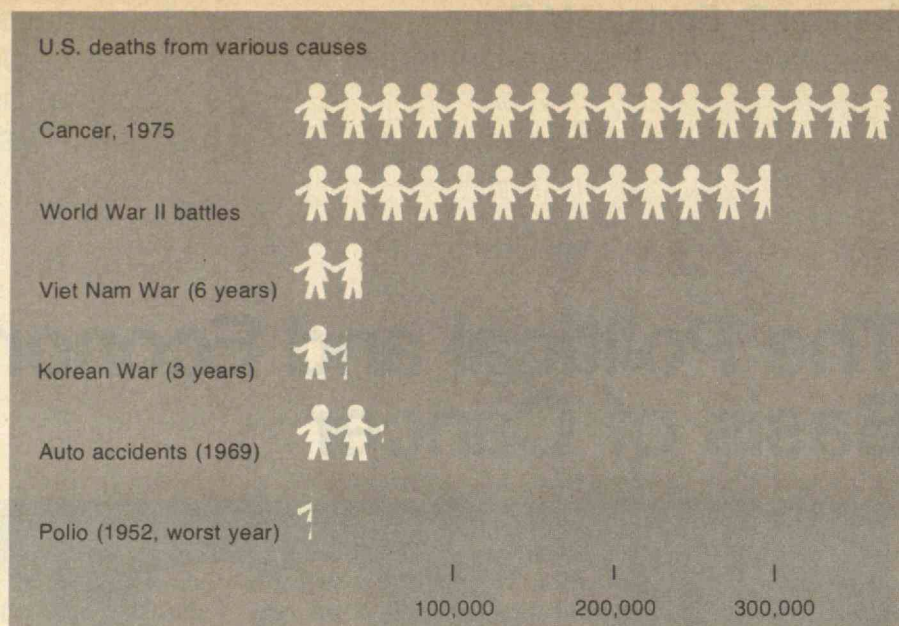 U.S. deaths from various causes
Cancer, 1975
World War II battles
Viet Nam War (6 years)
Korean War (3 years)
Auto accidents (1969)
Polio (1952, worst year)
100,000
200,000
300,000